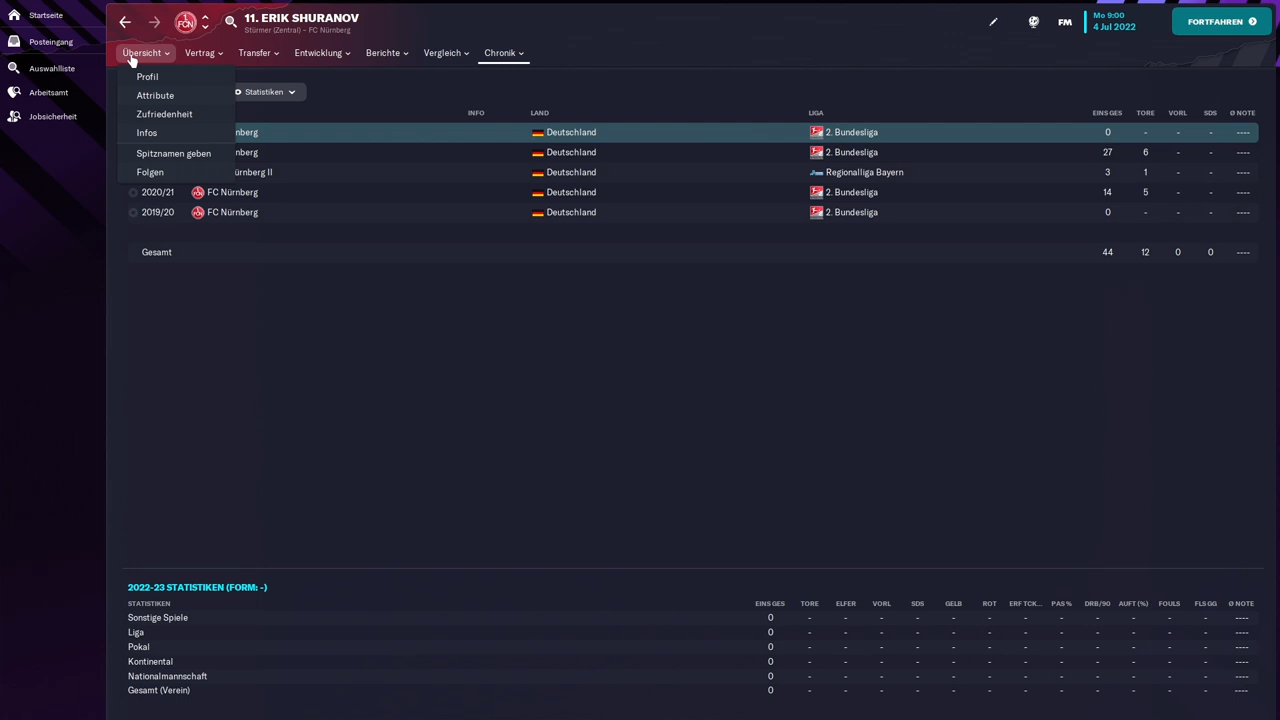 Startseite
Posteingang
Auswahlliste
Arbeitsamt
Jobsicherheit
11. ERIK SHURANOV
Stürmer (Zentral) – FC Nürnberg
FM
Mo 9:00
4 Jul 2022
FORTFAHREN
Übersicht Vertrag Transfer Entwicklung Berichte Vergleich Chronik
Profil
Attribute
Zufriedenheit
Infos
Spitznamen geben
Folgen
Statistiken
INFO LAND LIGA EINS GES TORE VORL SDS Ø NOTE
nberg Deutschland 2. Bundesliga 0 - - - ----
nberg Deutschland 2. Bundesliga 27 6 - - ----
ürnberg II Deutschland Regionalliga Bayern 3 1 - - ----
2020/21 FC Nürnberg Deutschland 2. Bundesliga 14 5 - - ----
2019/20 FC Nürnberg Deutschland 2. Bundesliga 0 - - - ----
Gesamt 44 12 0 0 ----
2022-23 STATISTIKEN (FORM: -)
STATISTIKEN EINS GES TORE ELFER VORL SDS GELB ROT ERF TCK... PAS % DRB/90 AUFT (%) FOULS FLS GG Ø NOTE
Sonstige Spiele 0 - - - - - - - - - - - - ----
Liga 0 - - - - - - - - - - - - ----
Pokal 0 - - - - - - - - - - - - ----
Kontinental 0 - - - - - - - - - - - - ----
Nationalmannschaft 0 - - - - - - - - - - - - ----
Gesamt (Verein) 0 - - - - - - - - - - - - ----